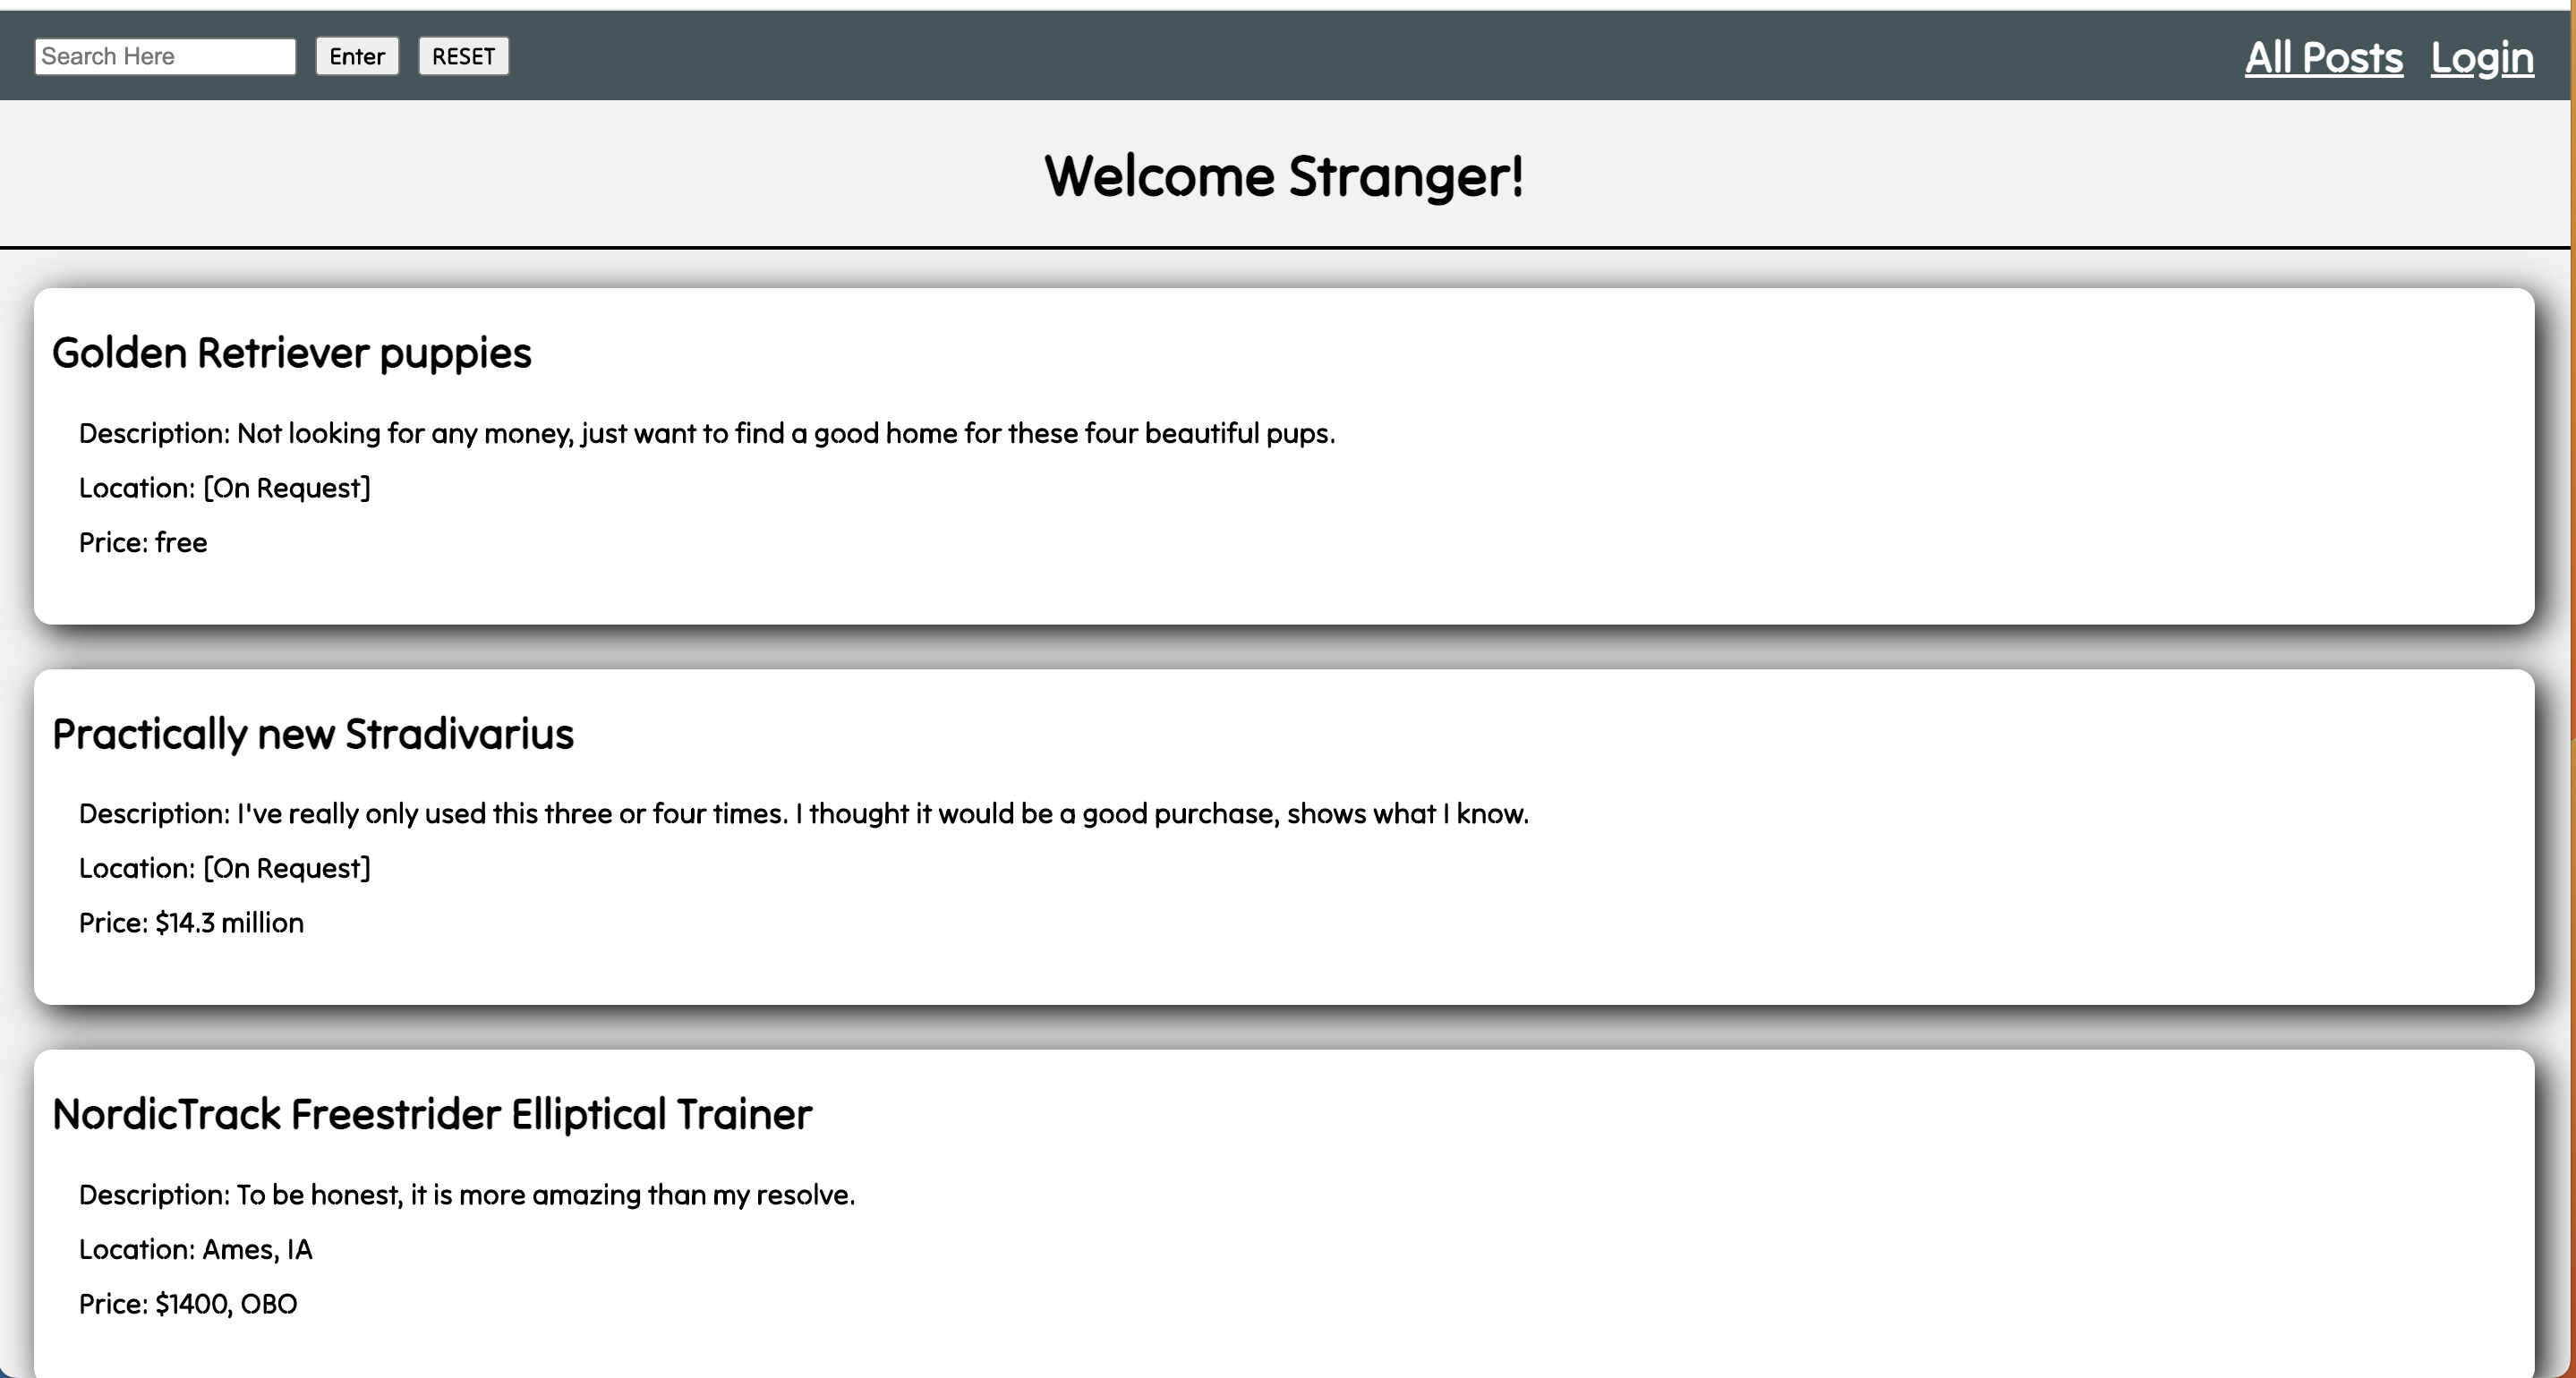 Search Here Enter RESET All Posts Login
Welcome Stranger!
Golden Retriever puppies
Description: Not looking for any money, just want to find a good home for these four beautiful pups.
Location: [On Request]
Price: free
Practically new Stradivarius
Description: I've really only used this three or four times. I thought it would be a good purchase, shows what I know.
Location: [On Request]
Price: $14.3 million
NordicTrack Freestrider Elliptical Trainer
Description: To be honest, it is more amazing than my resolve.
Location: Ames, IA
Price: $1400, OBO